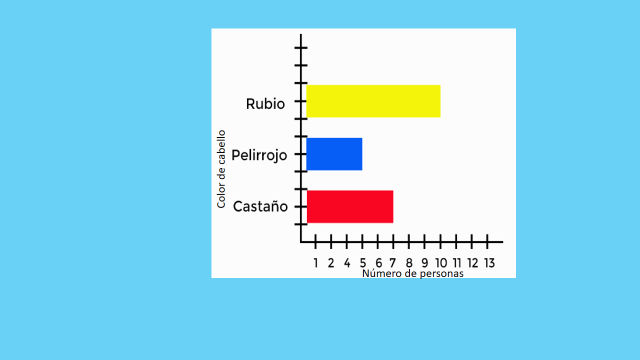 Rubio
Pelirrojo
Castaño
Color de cabello
1 2 4 5 6 7 8 9 10 11 12 13
Número de personas